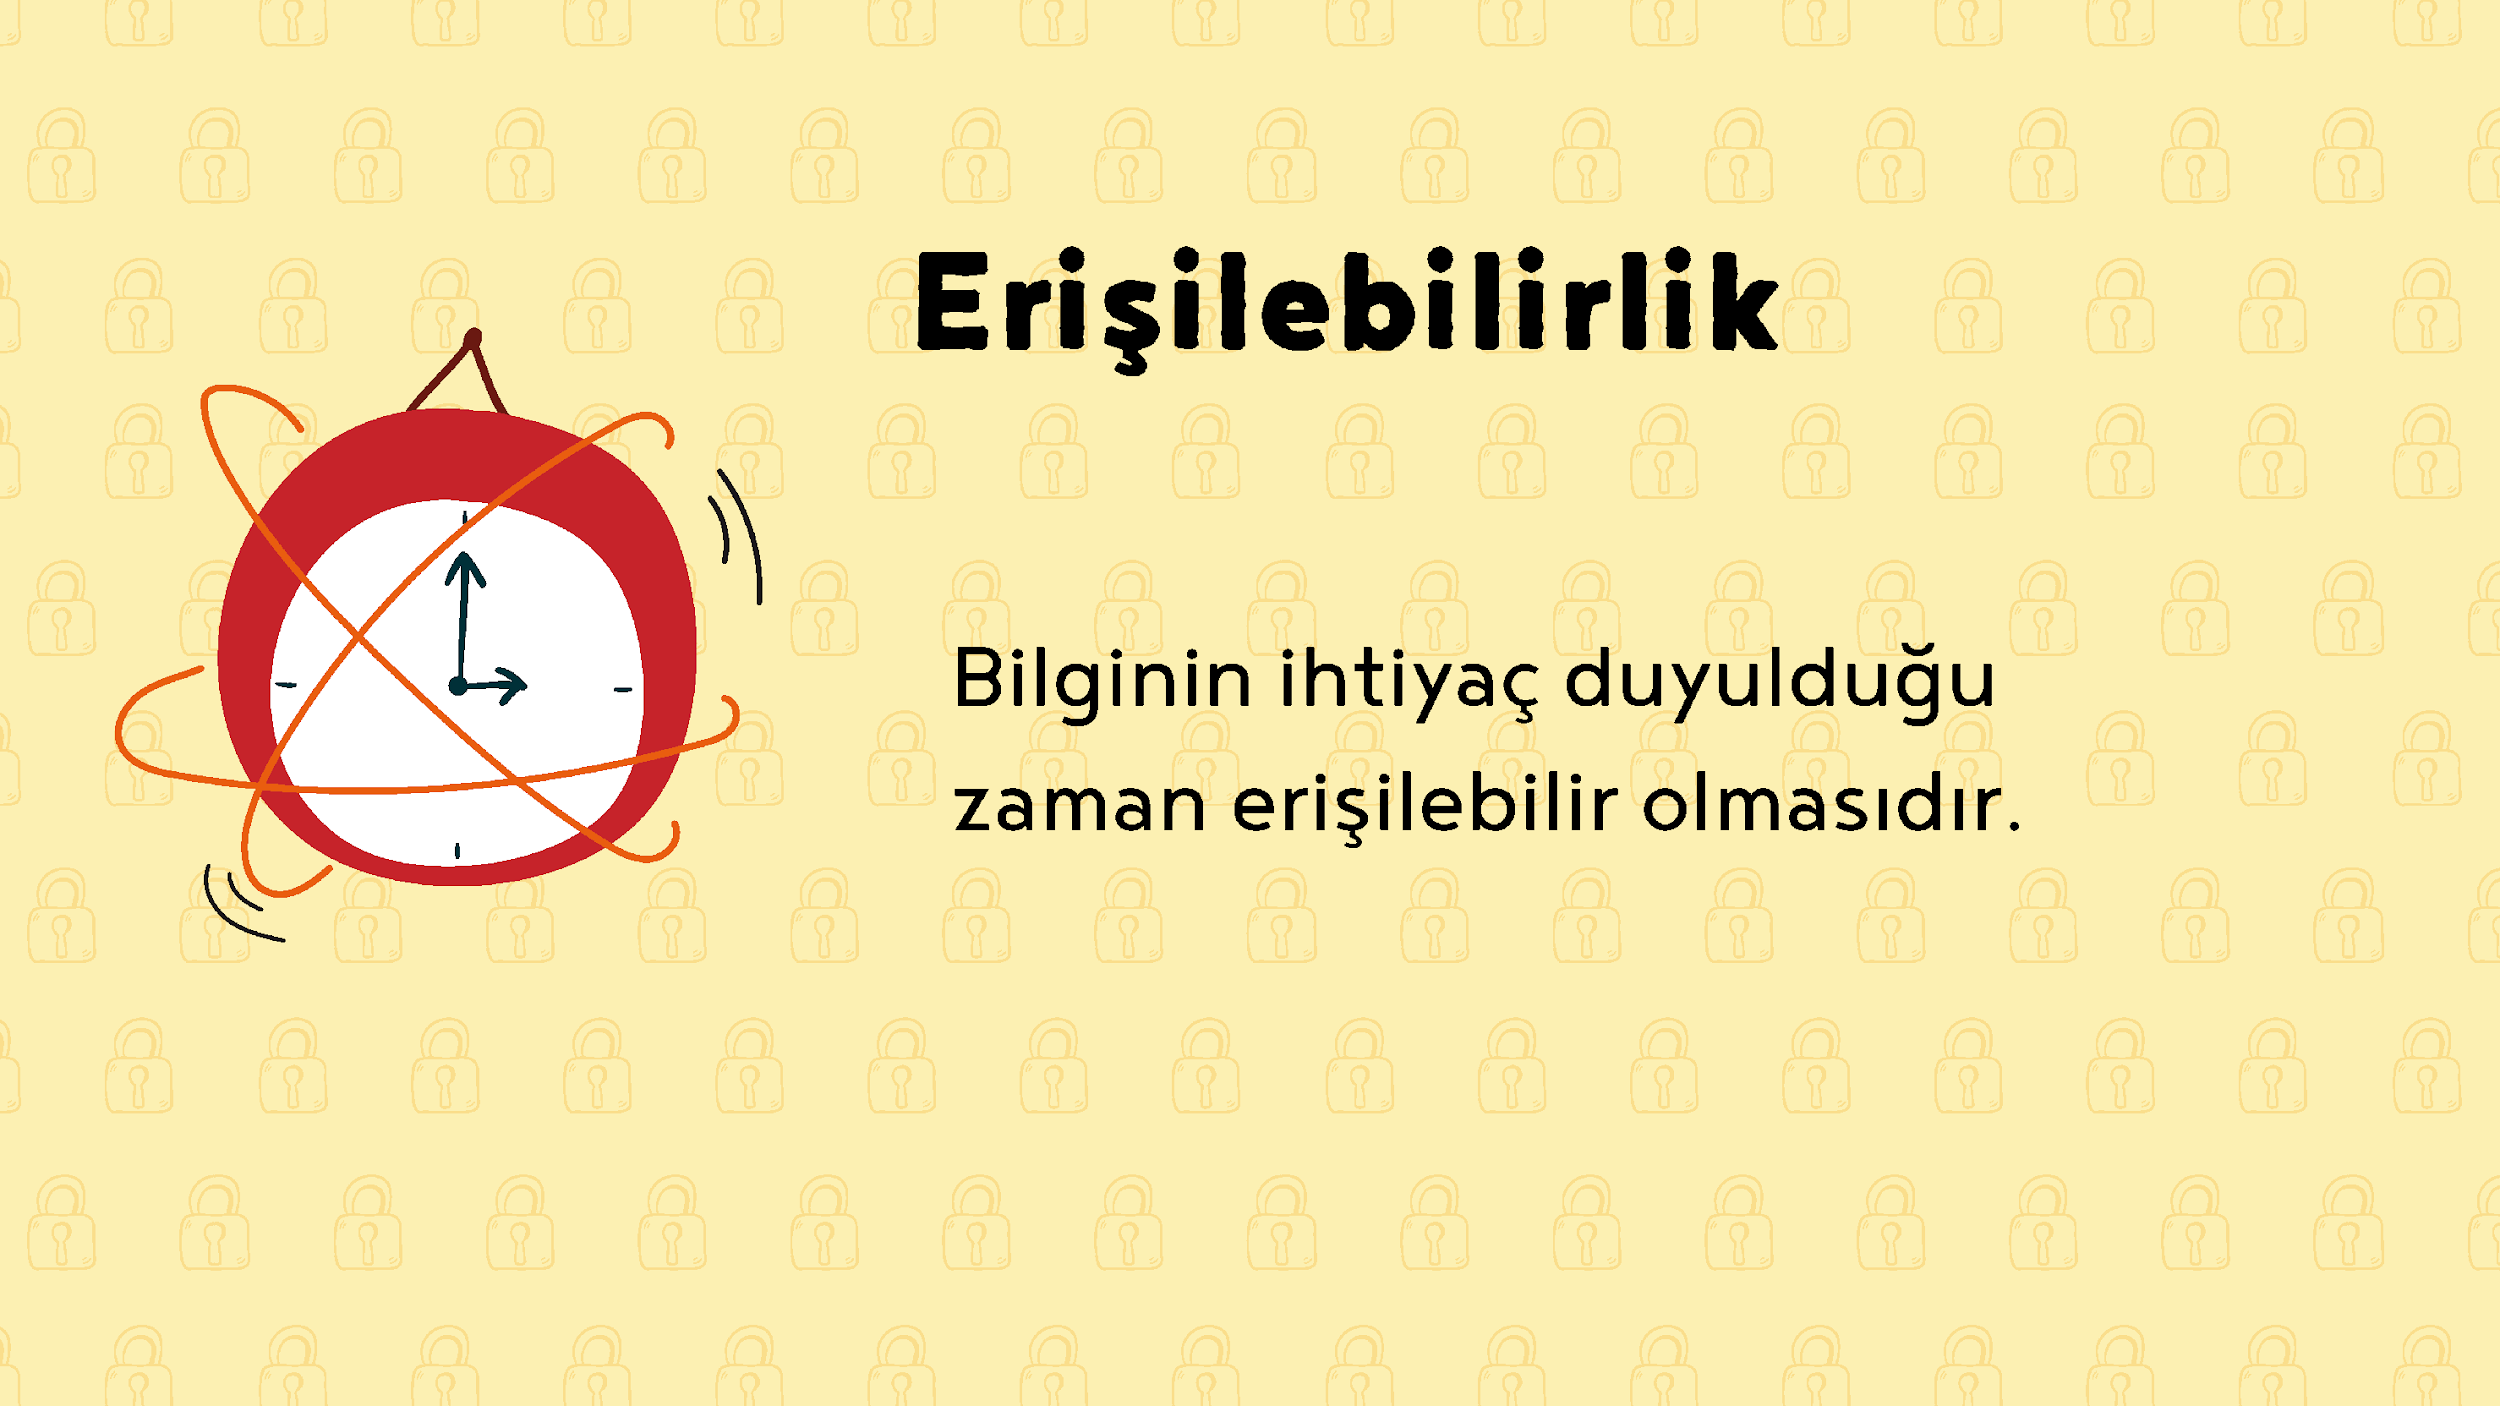 Erişilebilirlik
Bilginin ihtiyaç duyulduğu
zaman erişilebilir olmasıdır.